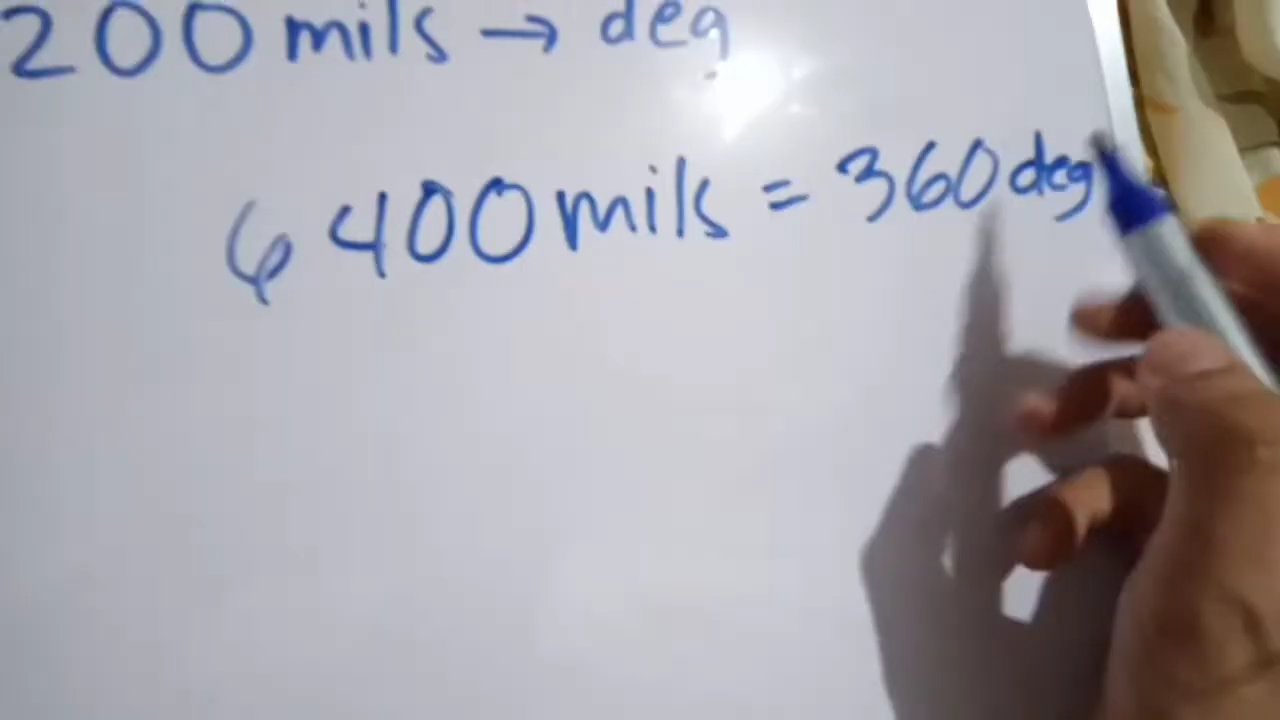 200 mils → deg
6400 mils = 360 deg